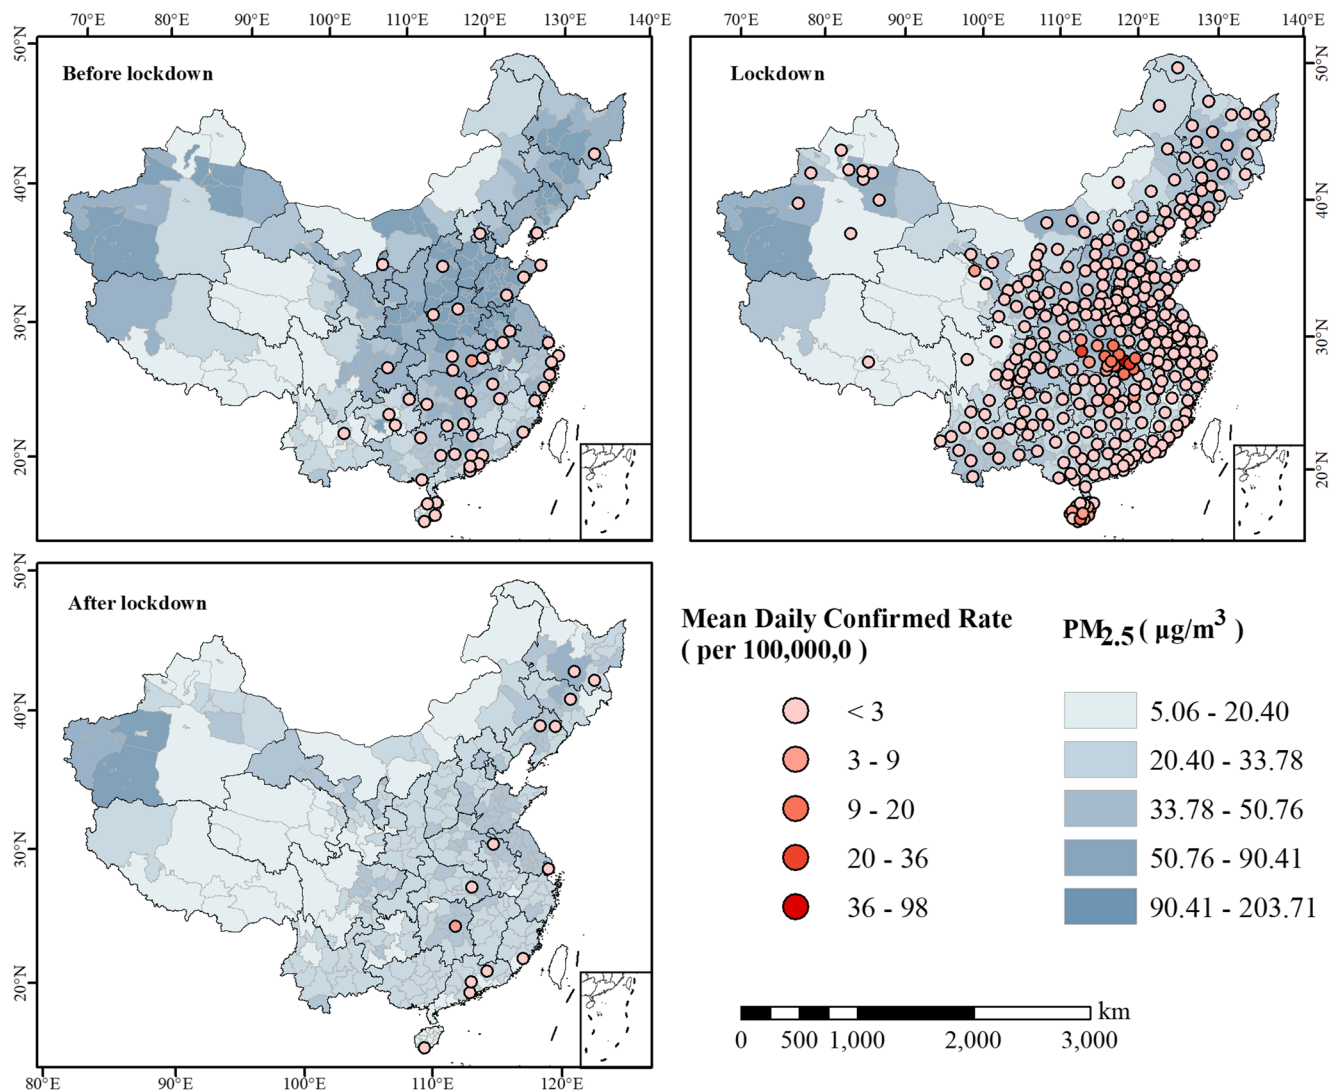 70°E 80°E 90°E 100°E 110°E 120°E 130°E 140°E
70°E 80°E 90°E 100°E 110°E 120°E 130°E 140°E
50°N
40°N
30°N
20°N
Before lockdown
Lockdown
50°N
40°N
30°N
20°N
50°N
40°N
30°N
20°N
After lockdown
80°E 90°E 100°E 110°E 120°E
Mean Daily Confirmed Rate
( per 100,000,0 )
< 3
3 - 9
9 - 20
20 - 36
36 - 98
PM2.5 ( µg/m³ )
5.06 - 20.40
20.40 - 33.78
33.78 - 50.76
50.76 - 90.41
90.41 - 203.71
km
0 500 1,000 2,000 3,000